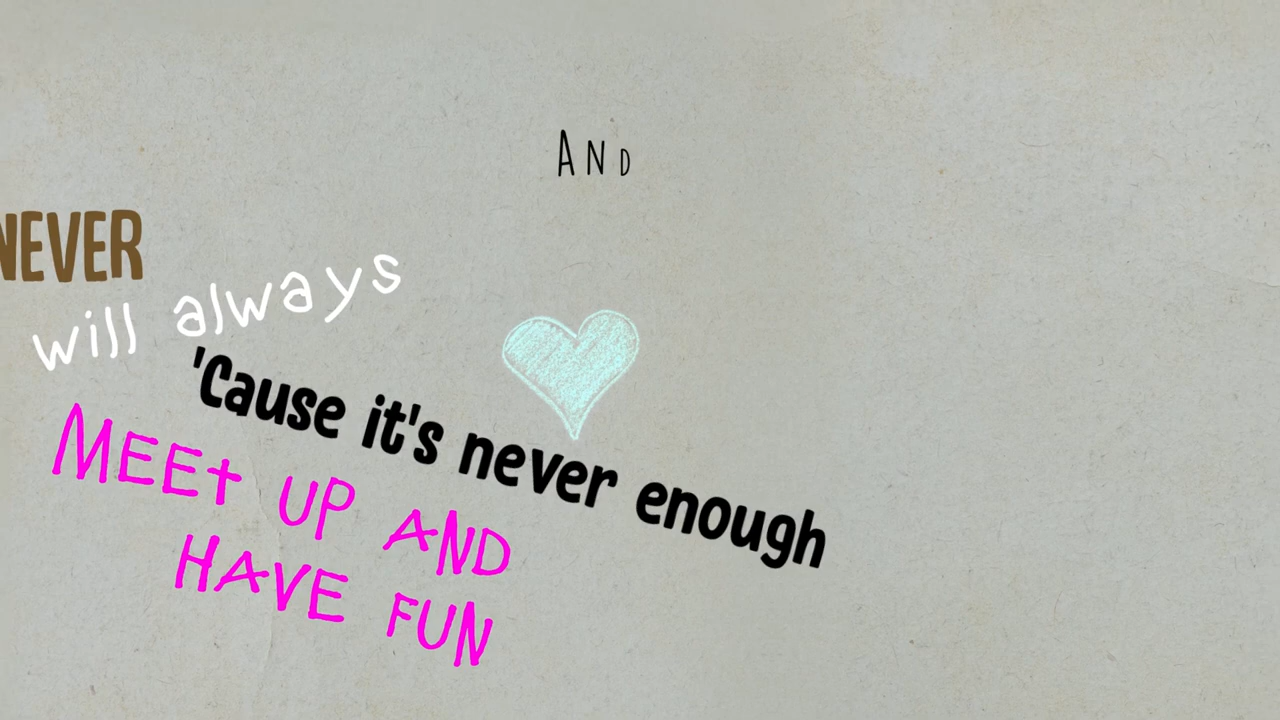 AND
NEVER
will always
'Cause it's never enough
MEEt UP AND
HAVE FUN